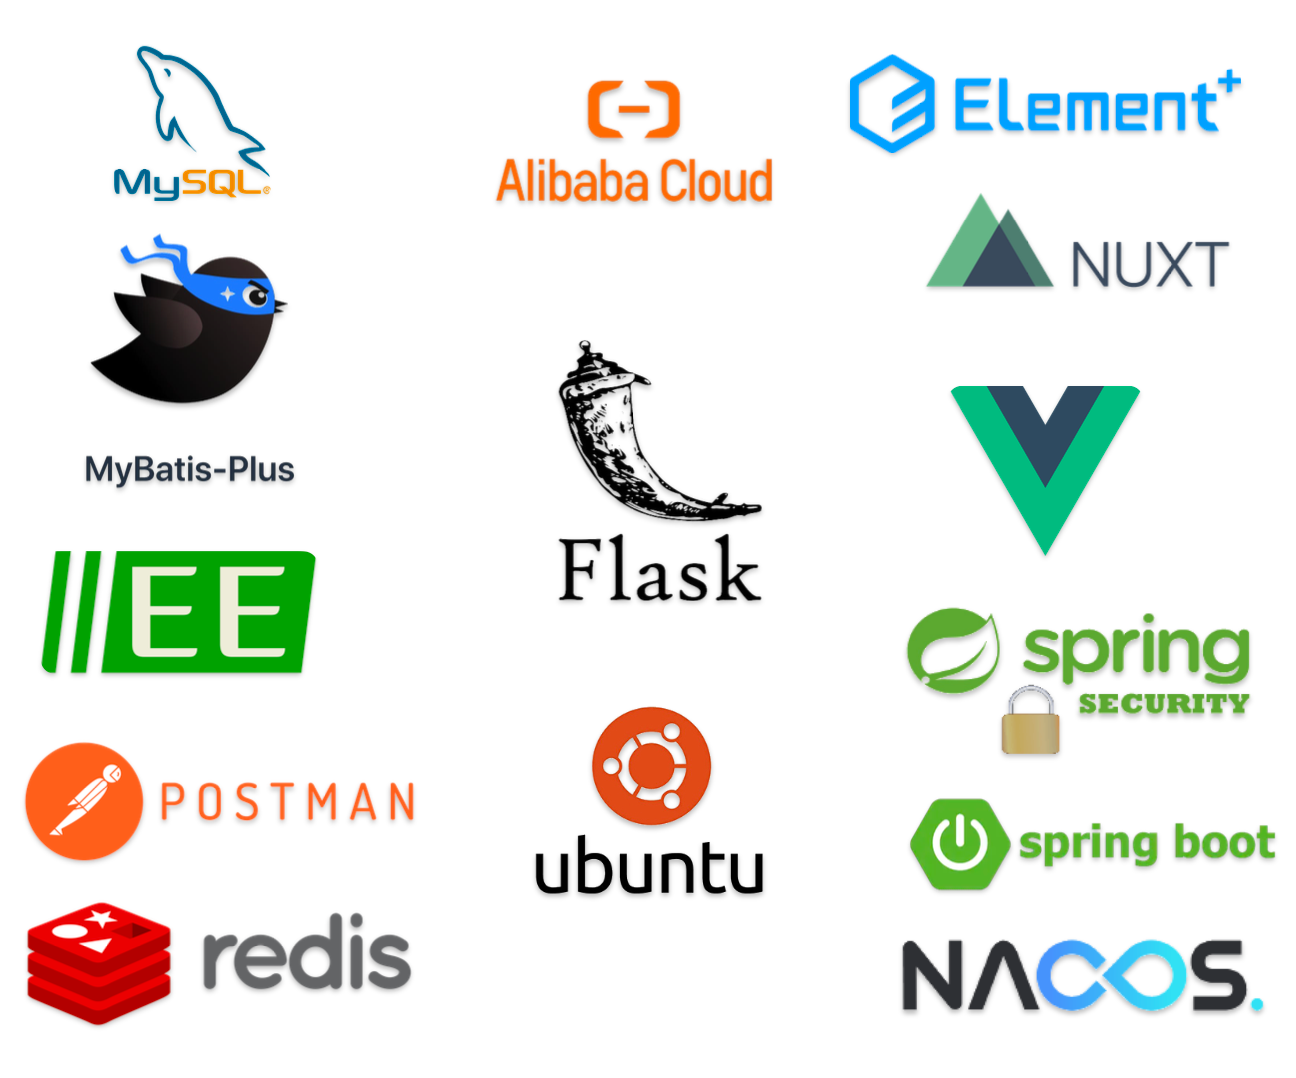 MySQL®
MyBatis-Plus
EE
POSTMAN
redis
Alibaba Cloud
Flask
ubuntu
Element+
NUXT
spring
SECURITY
spring boot
NACOS.